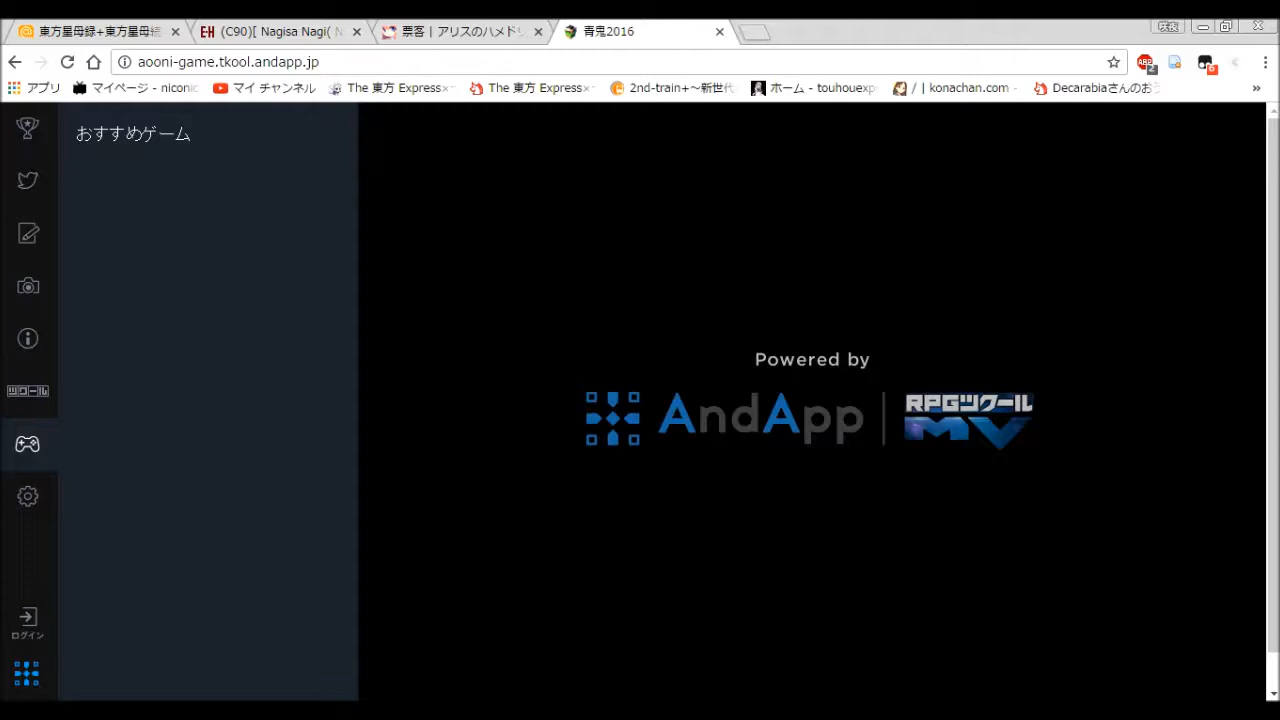 東方星母録+東方星母続
(C90)[ Nagisa Nagi( N
票客 | アリスのハメドリ
青鬼2016
aooni-game.tkool.andapp.jp
アプリ
マイページ - niconic
マイ チャンネル
The 東方 Express×
The 東方 Express×
2nd-train+～新世代
ホーム - touhouexp
/ | konachan.com -
Decarabiaさんのお
»
おすすめゲーム
ツクール
Powered by
AndApp
RPGツクール
MV
ログイン